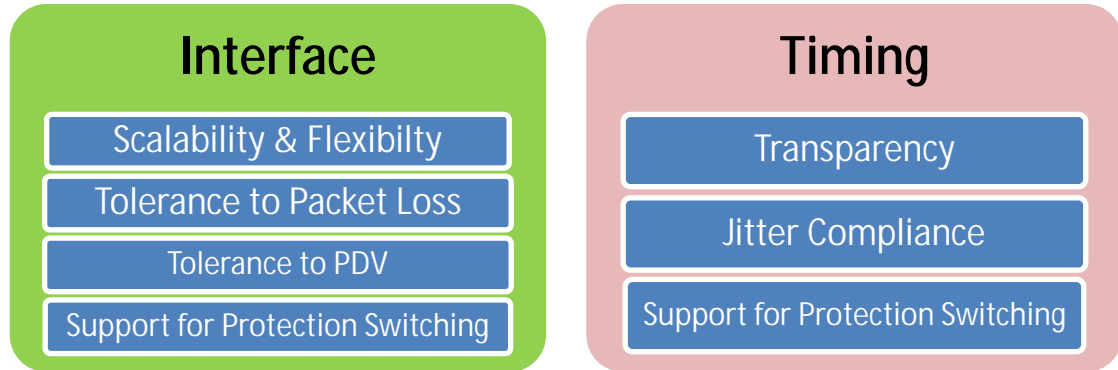 Interface
Scalability & Flexibilty
Tolerance to Packet Loss
Tolerance to PDV
Support for Protection Switching
Timing
Transparency
Jitter Compliance
Support for Protection Switching